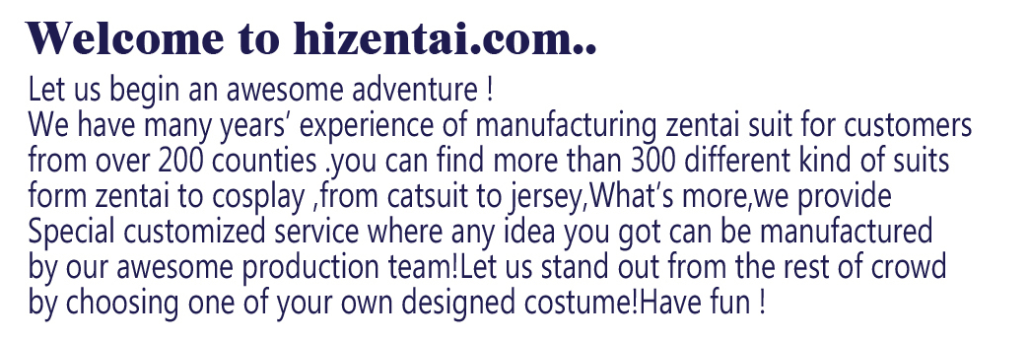 Welcome to hizentai.com..
Let us begin an awesome adventure !
We have many years’ experience of manufacturing zentai suit for customers
from over 200 counties .you can find more than 300 different kind of suits
form zentai to cosplay ,from catsuit to jersey,What’s more,we provide
Special customized service where any idea you got can be manufactured
by our awesome production team!Let us stand out from the rest of crowd
by choosing one of your own designed costume!Have fun !